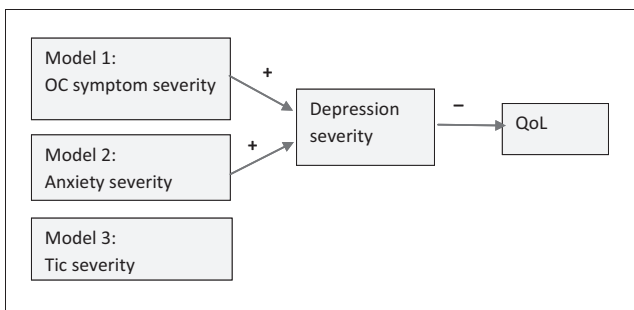 Model 1:
OC symptom severity
+
Depression
severity
–
QoL
Model 2:
Anxiety severity
+
Model 3:
Tic severity